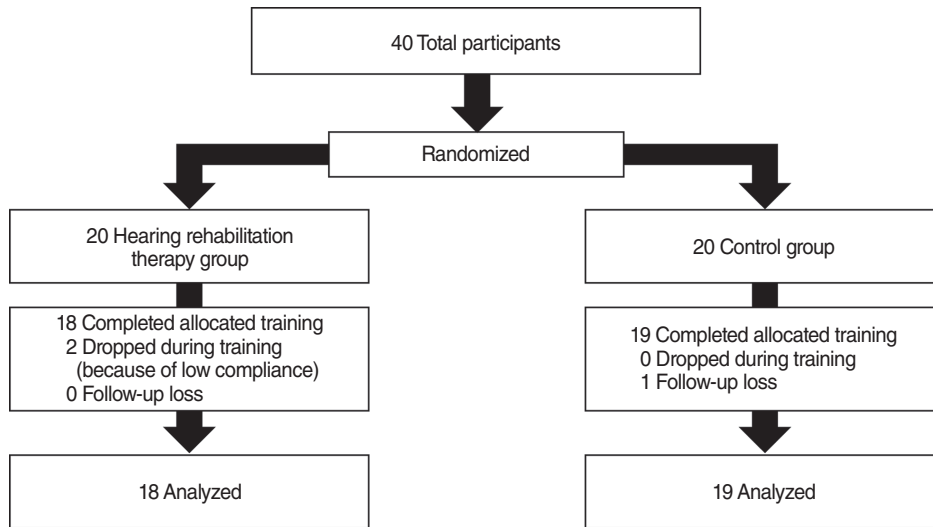 40 Total participants
Randomized
20 Hearing rehabilitation
therapy group
20 Control group
18 Completed allocated training
2 Dropped during training
(because of low compliance)
0 Follow-up loss
19 Completed allocated training
0 Dropped during training
1 Follow-up loss
18 Analyzed
19 Analyzed